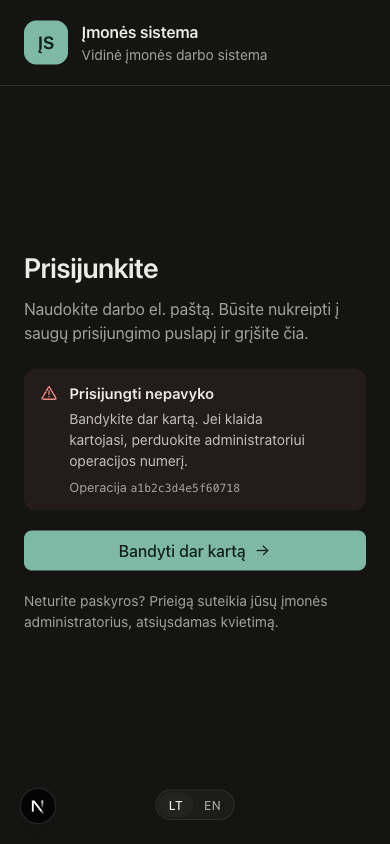 ĮS
Įmonės sistema
Vidinė įmonės darbo sistema
Prisijunkite
Naudokite darbo el. paštą. Būsite nukreipti į
saugų prisijungimo puslapį ir grįšite čia.
Prisijungti nepavyko
Bandykite dar kartą. Jei klaida
kartojasi, perduokite administratoriui
operacijos numerį.
Operacija a1b2c3d4e5f60718
Bandyti dar kartą →
Neturite paskyros? Prieigą suteikia jūsų įmonės
administratorius, atsiųsdamas kvietimą.
N
LT EN